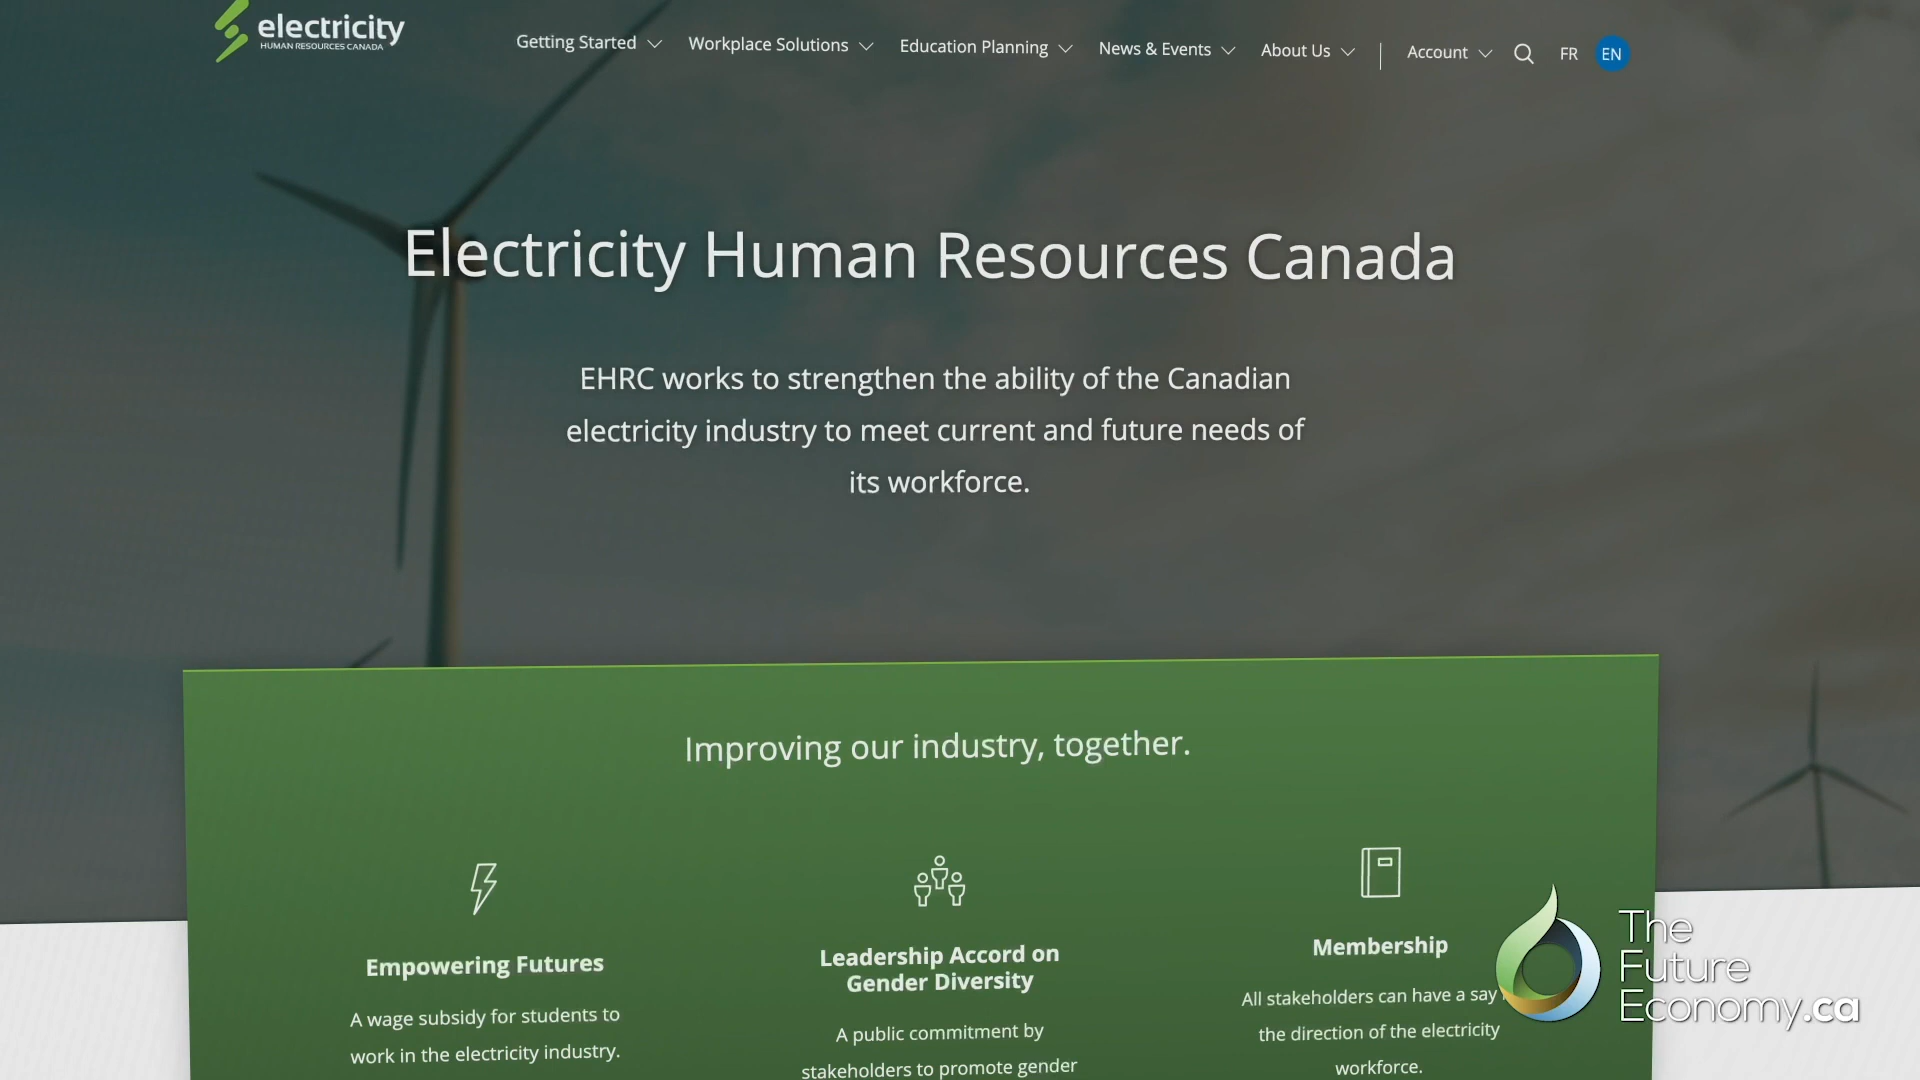 electricity
HUMAN RESOURCES CANADA
Getting Started
Workplace Solutions
Education Planning
News & Events
About Us
Account
FR
EN
Electricity Human Resources Canada
EHRC works to strengthen the ability of the Canadian
electricity industry to meet current and future needs of
its workforce.
Improving our industry, together.
Empowering Futures
A wage subsidy for students to
work in the electricity industry.
Leadership Accord on
Gender Diversity
A public commitment by
stakeholders to promote gender
Membership
All stakeholders can have a say
the direction of the electricity
workforce.
The
Future
Economy.ca